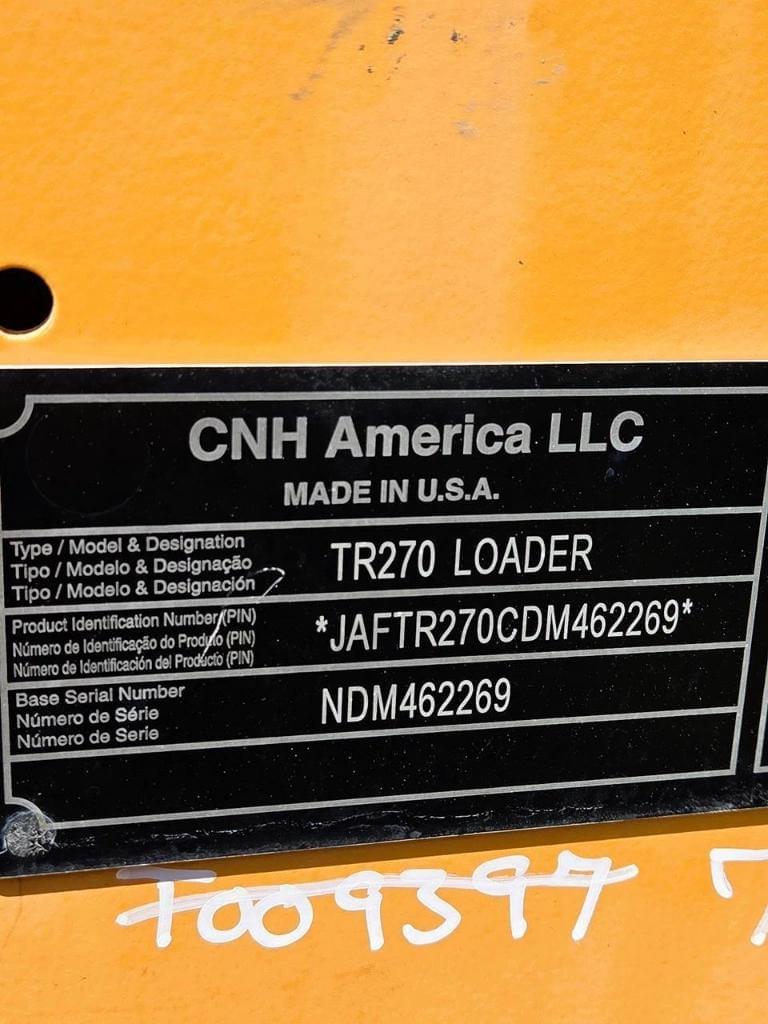 CNH America LLC
MADE IN U.S.A.
Type / Model & Designation
Tipo / Modelo & Designação
Tipo / Modelo & Designación
TR270 LOADER
Product Identification Number (PIN)
Número de Identificação do Produto (PIN)
Número de Identificación del Producto (PIN)
*JAFTR270CDM462269*
Base Serial Number
Número de Série
Número de Serie
NDM462269
T009397